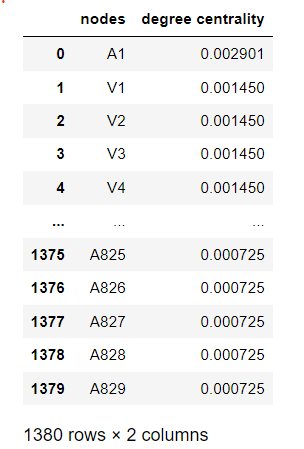 nodes degree centrality
0 A1 0.002901
1 V1 0.001450
2 V2 0.001450
3 V3 0.001450
4 V4 0.001450
... ... ...
1375 A825 0.000725
1376 A826 0.000725
1377 A827 0.000725
1378 A828 0.000725
1379 A829 0.000725
1380 rows × 2 columns